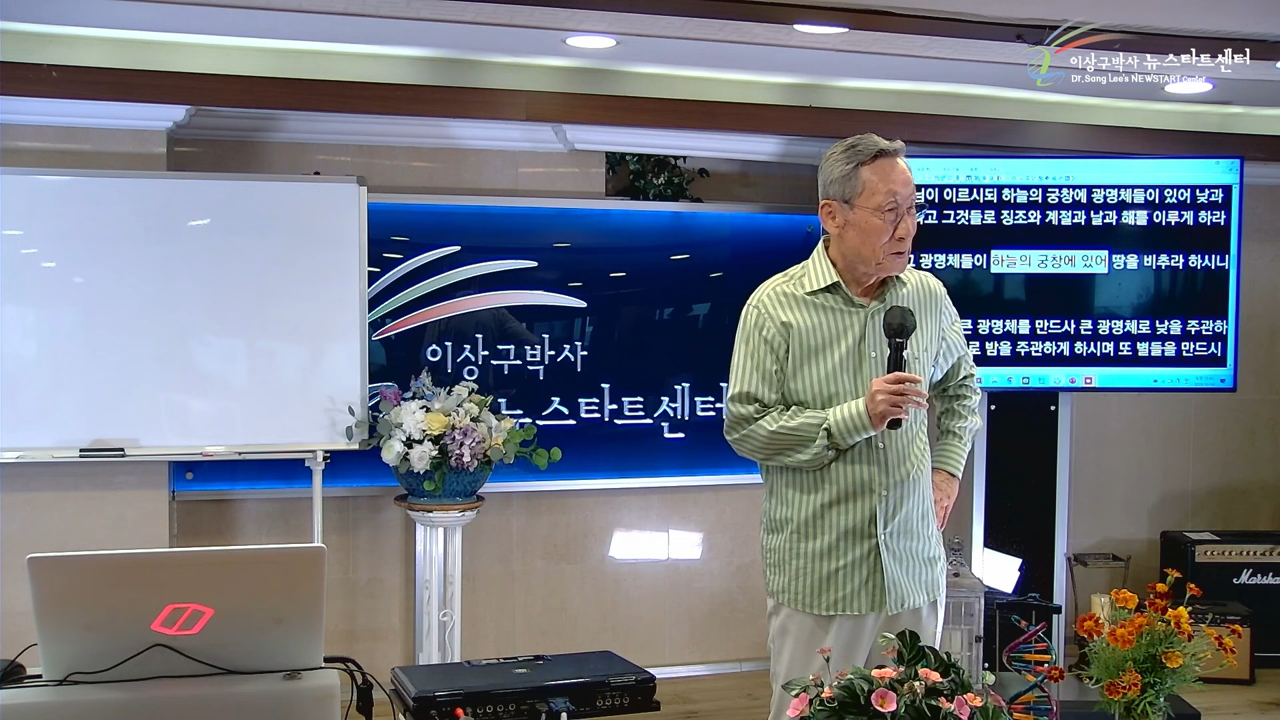 이상구박사 뉴스타트센터
Dr.Sang Lee's NEWSTART Center
님이 이르시되 하늘의 궁창에 광명체들이 있어 낮과
고 그것들로 징조와 계절과 날과 해를 이루게 하라
광명체들이 하늘의 궁창에 있어 땅을 비추라 하시니
큰 광명체를 만드사 큰 광명체로 낮을 주관하
로 밤을 주관하게 하시며 또 별들을 만드시
이상구박사
뉴스타트센터
Marsha